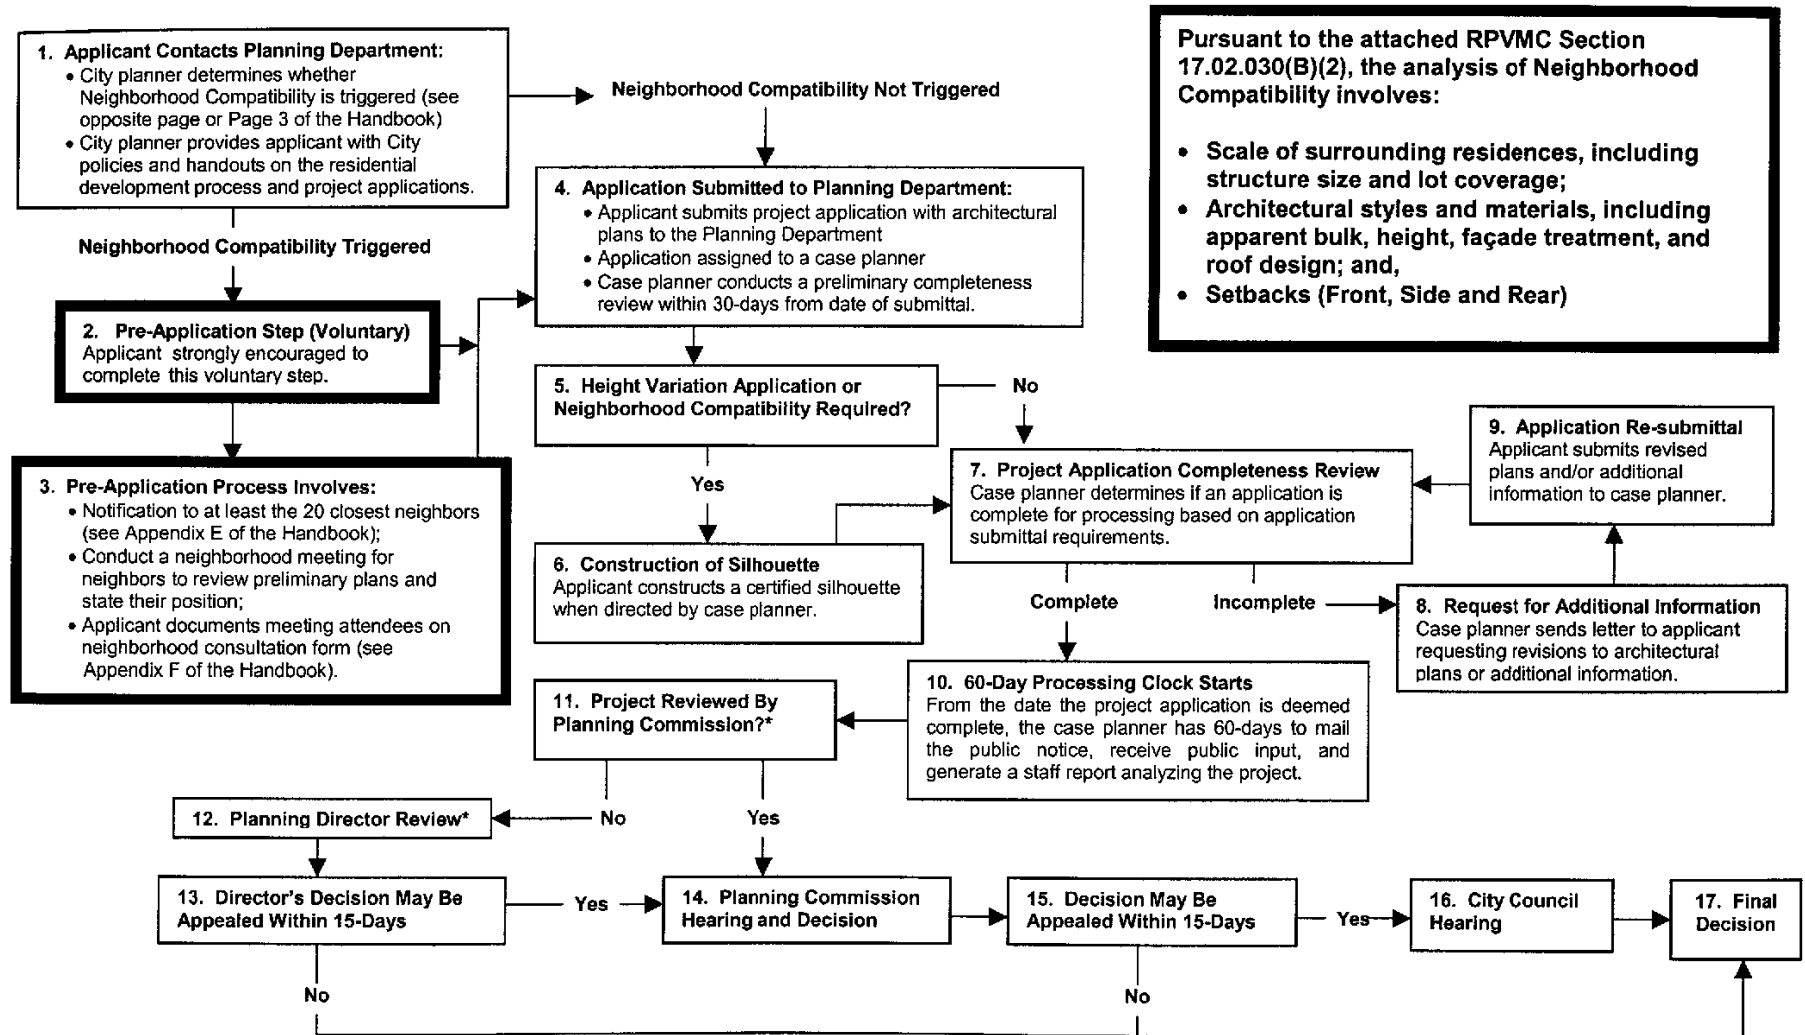 1. Applicant Contacts Planning Department:
• City planner determines whether
Neighborhood Compatibility is triggered (see
opposite page or Page 3 of the Handbook)
• City planner provides applicant with City
policies and handouts on the residential
development process and project applications.
Neighborhood Compatibility Not Triggered
Pursuant to the attached RPVMC Section
17.02.030(B)(2), the analysis of Neighborhood
Compatibility involves:
• Scale of surrounding residences, including
structure size and lot coverage;
• Architectural styles and materials, including
apparent bulk, height, façade treatment, and
roof design; and,
• Setbacks (Front, Side and Rear)
Neighborhood Compatibility Triggered
2. Pre-Application Step (Voluntary)
Applicant strongly encouraged to
complete this voluntary step.
3. Pre-Application Process Involves:
• Notification to at least the 20 closest neighbors
(see Appendix E of the Handbook);
• Conduct a neighborhood meeting for
neighbors to review preliminary plans and
state their position;
• Applicant documents meeting attendees on
neighborhood consultation form (see
Appendix F of the Handbook).
4. Application Submitted to Planning Department:
• Applicant submits project application with architectural
plans to the Planning Department
• Application assigned to a case planner
• Case planner conducts a preliminary completeness
review within 30-days from date of submittal.
5. Height Variation Application or
Neighborhood Compatibility Required?
No
Yes
6. Construction of Silhouette
Applicant constructs a certified silhouette
when directed by case planner.
7. Project Application Completeness Review
Case planner determines if an application is
complete for processing based on application
submittal requirements.
Complete
Incomplete
8. Request for Additional Information
Case planner sends letter to applicant
requesting revisions to architectural
plans or additional information.
9. Application Re-submittal
Applicant submits revised
plans and/or additional
information to case planner.
10. 60-Day Processing Clock Starts
From the date the project application is deemed
complete, the case planner has 60-days to mail
the public notice, receive public input, and
generate a staff report analyzing the project.
11. Project Reviewed By
Planning Commission?*
No
Yes
12. Planning Director Review*
13. Director's Decision May Be
Appealed Within 15-Days
Yes
14. Planning Commission
Hearing and Decision
15. Decision May Be
Appealed Within 15-Days
Yes
16. City Council
Hearing
17. Final
Decision
No
No